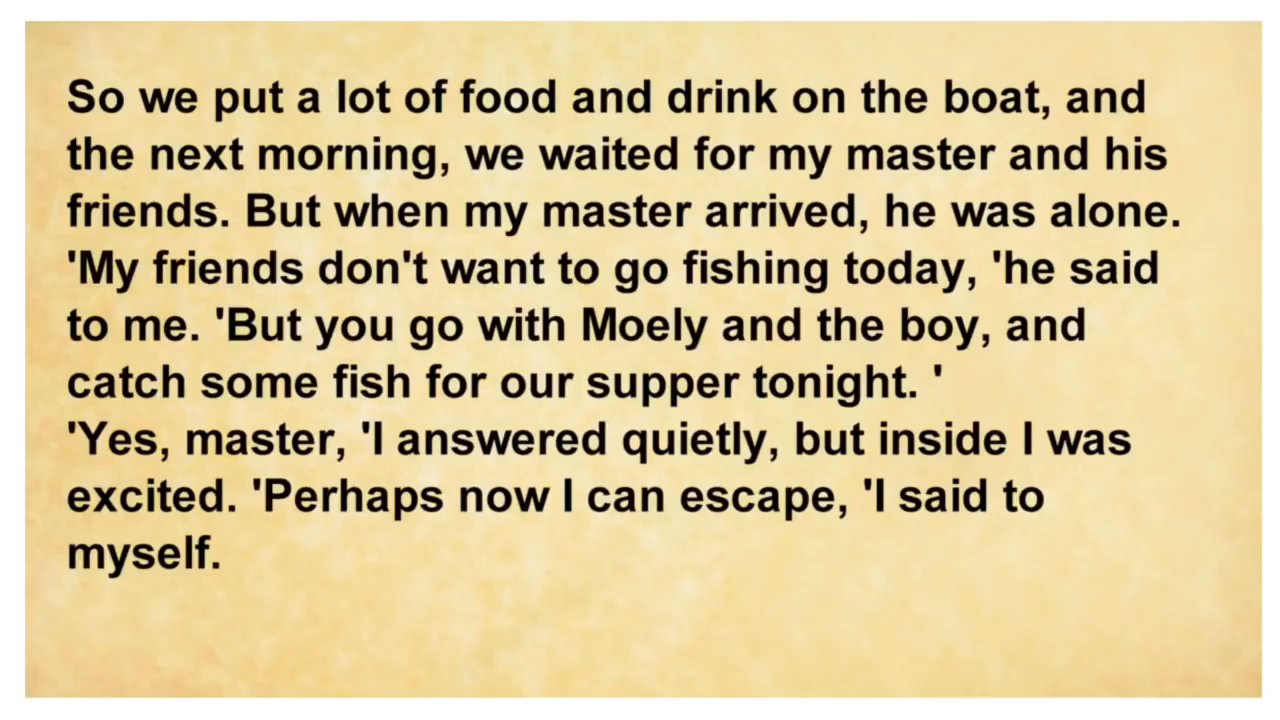 So we put a lot of food and drink on the boat, and
the next morning, we waited for my master and his
friends. But when my master arrived, he was alone.
'My friends don't want to go fishing today, 'he said
to me. 'But you go with Moely and the boy, and
catch some fish for our supper tonight. '
'Yes, master, 'I answered quietly, but inside I was
excited. 'Perhaps now I can escape, 'I said to
myself.